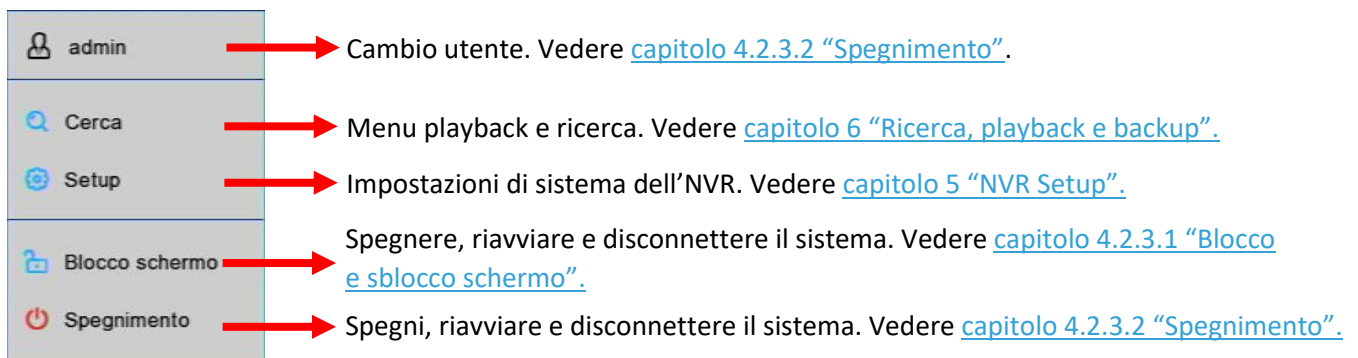 admin
Cambio utente. Vedere capitolo 4.2.3.2 “Spegnimento”.
Cerca
Menu playback e ricerca. Vedere capitolo 6 “Ricerca, playback e backup”.
Setup
Impostazioni di sistema dell’NVR. Vedere capitolo 5 “NVR Setup”.
Blocco schermo
Spegnere, riavviare e disconnettere il sistema. Vedere capitolo 4.2.3.1 “Blocco
e sblocco schermo”.
Spegnimento
Spegni, riavviare e disconnettere il sistema. Vedere capitolo 4.2.3.2 “Spegnimento”.